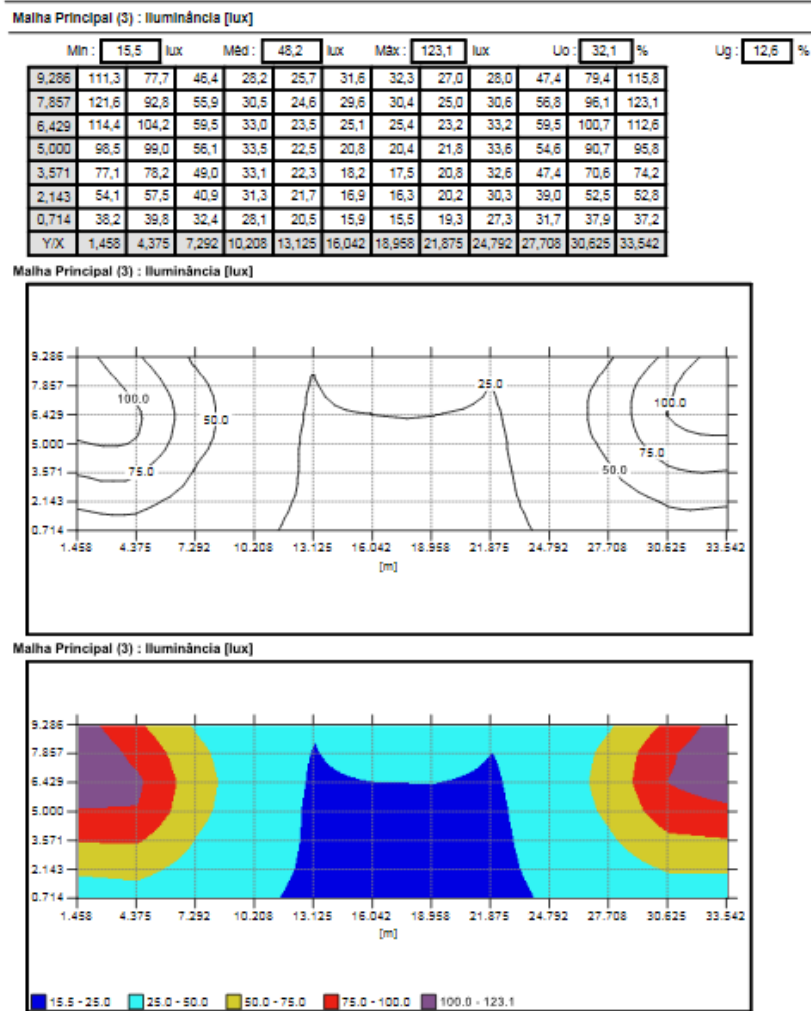 Malha Principal (3) : Iluminância [lux]
Min : 15,5 lux Méd : 48,2 lux Máx : 123,1 lux Uo : 32,1 % Ug : 12,6 %
9,286 111,3 77,7 46,4 28,2 25,7 31,6 32,3 27,0 28,0 47,4 79,4 115,8
7,857 121,6 92,8 55,9 30,5 24,6 29,6 30,4 25,0 30,6 56,8 96,1 123,1
6,429 114,4 104,2 59,5 33,0 23,5 25,1 25,4 23,2 33,2 59,5 100,7 112,6
5,000 98,5 99,0 56,1 33,5 22,5 20,8 20,4 21,8 33,6 54,6 90,7 95,8
3,571 77,1 78,2 49,0 33,1 22,3 18,2 17,5 20,8 32,6 47,4 70,6 74,2
2,143 54,1 57,5 40,9 31,3 21,7 16,9 16,3 20,2 30,3 39,0 52,5 52,8
0,714 38,2 39,8 32,4 28,1 20,5 15,9 15,5 19,3 27,3 31,7 37,9 37,2
Y/X 1,458 4,375 7,292 10,208 13,125 16,042 18,958 21,875 24,792 27,708 30,625 33,542
Malha Principal (3) : Iluminância [lux]
9.286
7.857 25.0
100.0 100.0
6.429 50.0
5.000
75.0
3.571 75.0 50.0
2.143
0.714
1.458 4.375 7.292 10.208 13.125 16.042 18.958 21.875 24.792 27.708 30.625 33.542
[m]
Malha Principal (3) : Iluminância [lux]
9.286
7.857
6.429
5.000
3.571
2.143
0.714
1.458 4.375 7.292 10.208 13.125 16.042 18.958 21.875 24.792 27.708 30.625 33.542
[m]
15.5 - 25.0 25.0 - 50.0 50.0 - 75.0 75.0 - 100.0 100.0 - 123.1